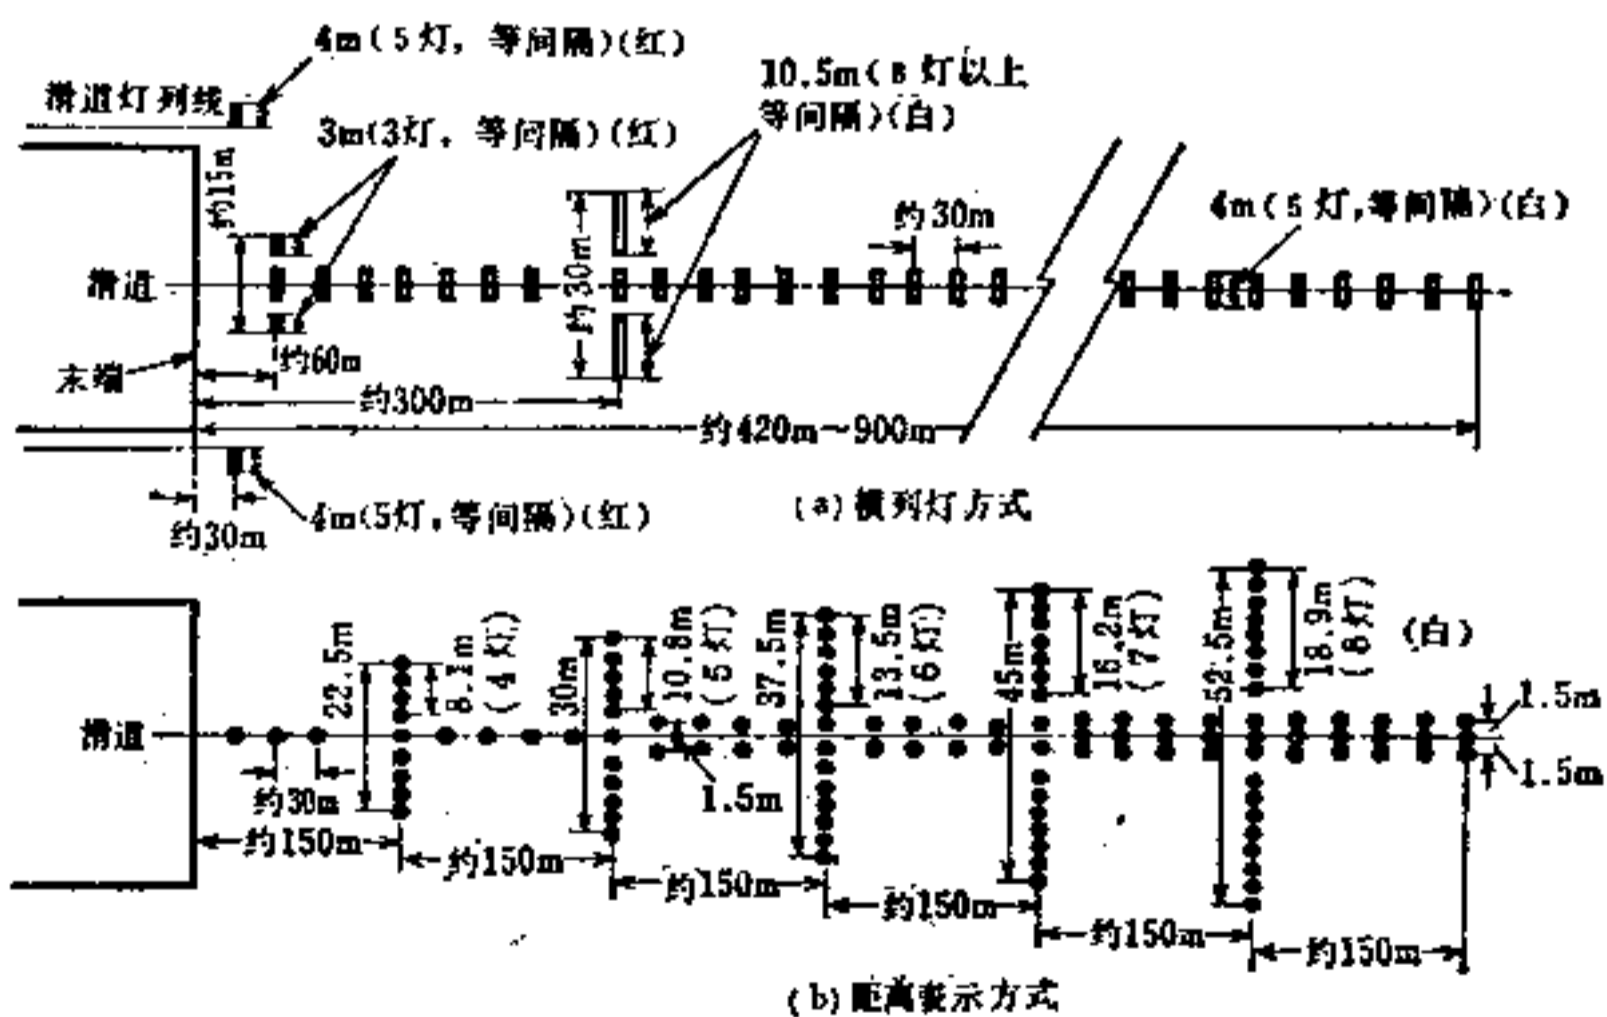 4m(5灯, 等间隔)(红)
滑道灯列线
3m(3灯, 等间隔)(红)
10.5m(8灯以上
等间隔)(白)
约15m
约30m
约30m
4m(5灯,等间隔)(白)
滑道
末端
约60m
约300m
约420m~900m
4m(5灯,等间隔)(红)
约30m
(a)横列灯方式
22.5m
8.1m
(4灯)
30m
10.8m
(5灯)
37.5m
13.5m
(6灯)
45m
16.2m
(7灯)
52.5m
18.9m
(8灯)
(白)
滑道
约30m
1.5m
1.5m
1.5m
约150m
约150m
约150m
约150m
约150m
约150m
(b)距离表示方式